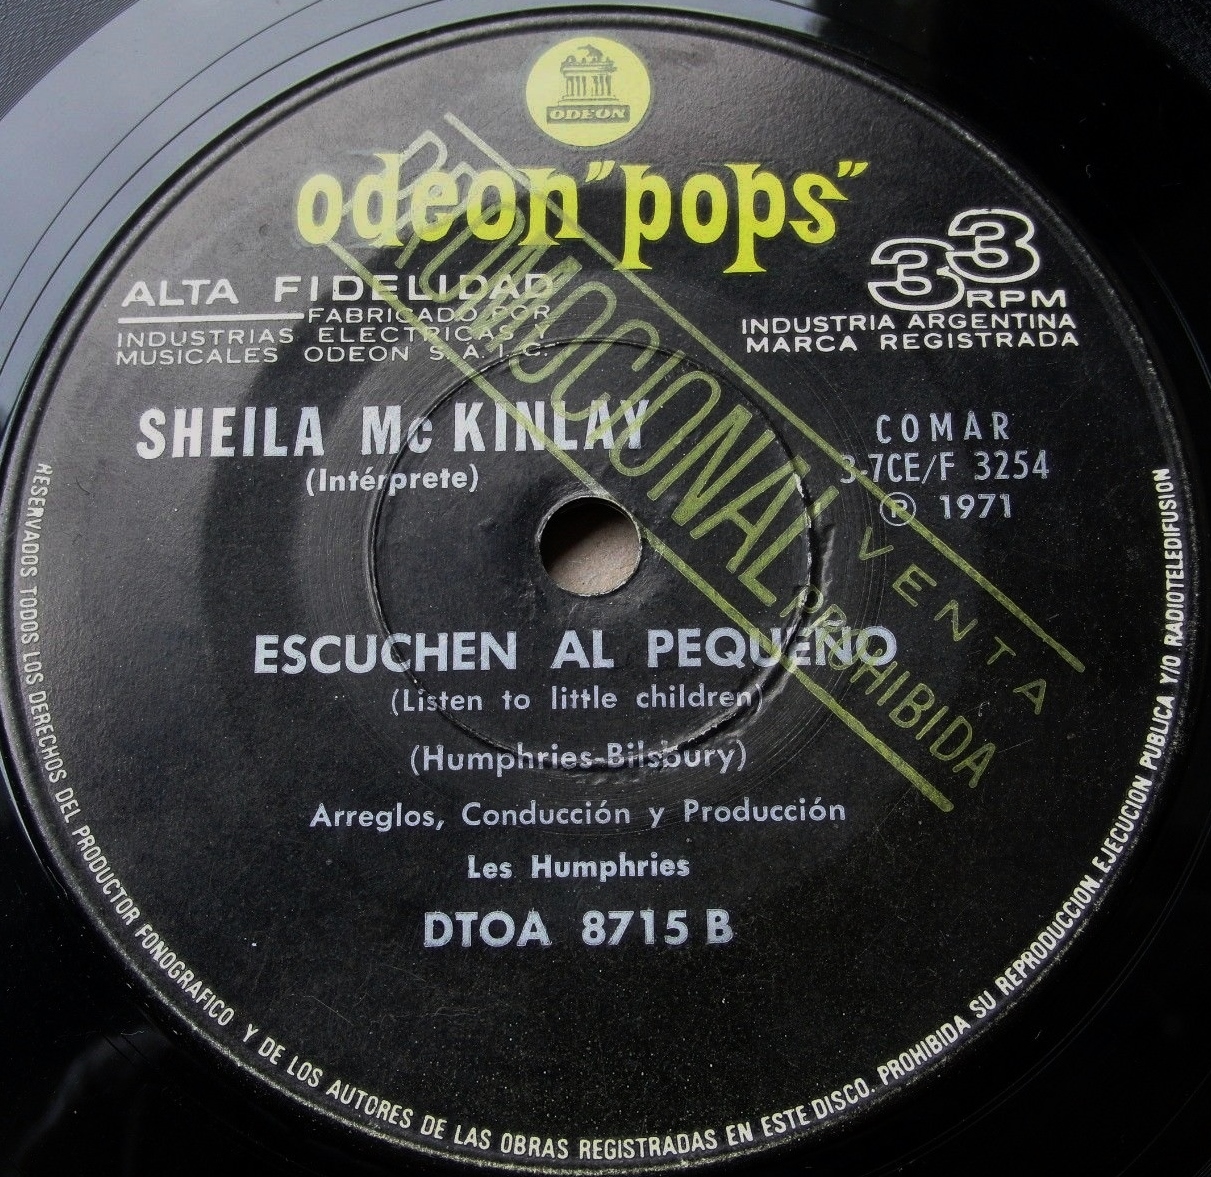 ODEON
odeon "pops"
33 RPM
ALTA FIDELIDAD
FABRICADO POR
INDUSTRIAS ELECTRICAS Y
MUSICALES ODEON S.A.I.C.
INDUSTRIA ARGENTINA
MARCA REGISTRADA
PROMOCIONAL
VENTA
PROHIBIDA
SHEILA Mc KINLAY
(Intérprete)
COMAR
3-7CE/F 3254
℗ 1971
ESCUCHEN AL PEQUEÑO
(Listen to little children)
(Humphries-Bilsbury)
Arreglos, Conducción y Producción
Les Humphries
DTOA 8715 B
RESERVADOS TODOS LOS DERECHOS DEL PRODUCTOR FONOGRAFICO Y DE LOS AUTORES DE LAS OBRAS REGISTRADAS EN ESTE DISCO. PROHIBIDA SU REPRODUCCION. EJECUCION PUBLICA Y/O RADIOTELEDIFUSION